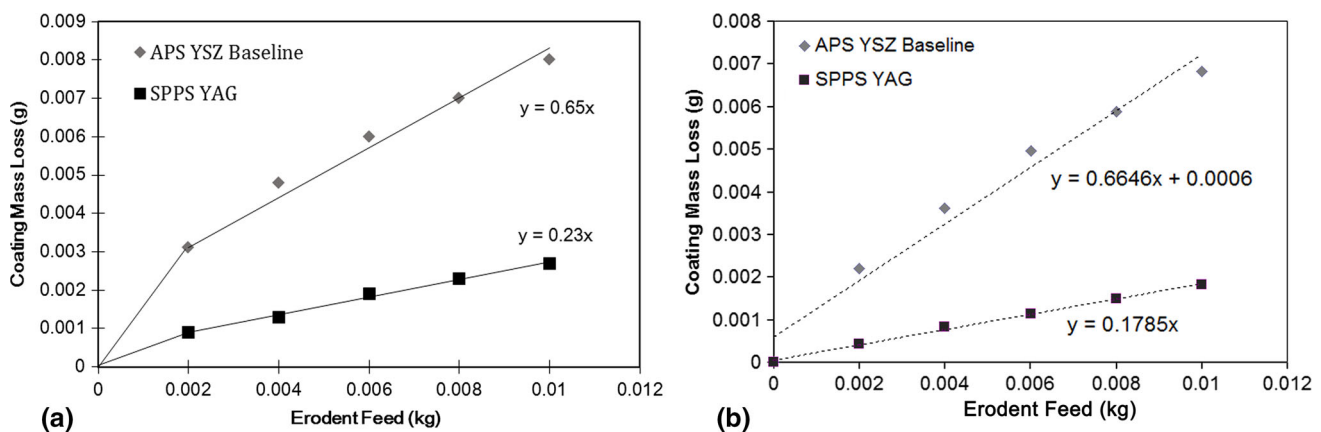 0.009
0.008
0.007
0.006
0.005
0.004
0.003
0.002
0.001
0
Coating Mass Loss (g)
APS YSZ Baseline
SPPS YAG
y = 0.65x
y = 0.23x
0 0.002 0.004 0.006 0.008 0.01 0.012
Erodent Feed (kg)
(a)
0.008
0.007
0.006
0.005
0.004
0.003
0.002
0.001
0
Coating Mass Loss (g)
APS YSZ Baseline
SPPS YAG
y = 0.6646x + 0.0006
y = 0.1785x
0 0.002 0.004 0.006 0.008 0.01 0.012
Erodent Feed (kg)
(b)